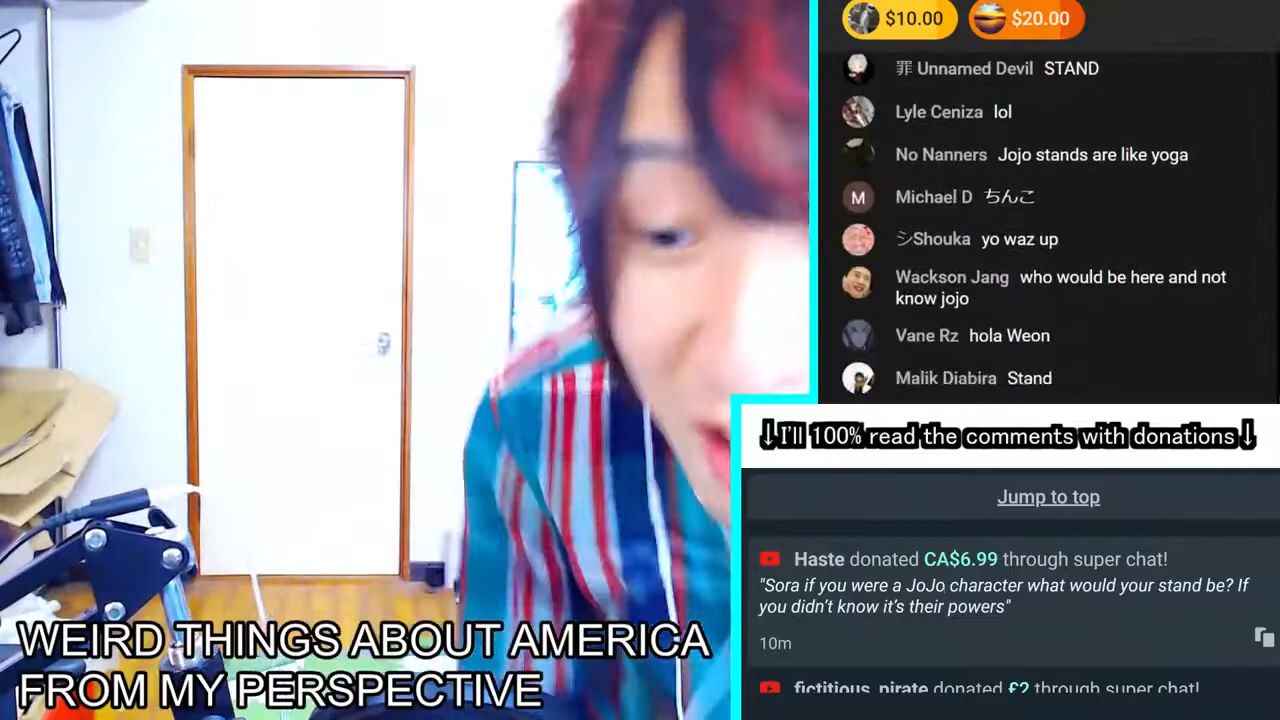 $10.00
$20.00
罪 Unnamed Devil STAND
Lyle Ceniza lol
No Nanners Jojo stands are like yoga
M
Michael D ちんこ
シShouka yo waz up
Wackson Jang who would be here and not
know jojo
Vane Rz hola Weon
Malik Diabira Stand
↓I'll 100% read the comments with donations↓
Jump to top
Haste donated CA$6.99 through super chat!
"Sora if you were a JoJo character what would your stand be? If
you didn't know it's their powers"
10m
fictitious_pirate donated £2 through super chat!
WEIRD THINGS ABOUT AMERICA
FROM MY PERSPECTIVE